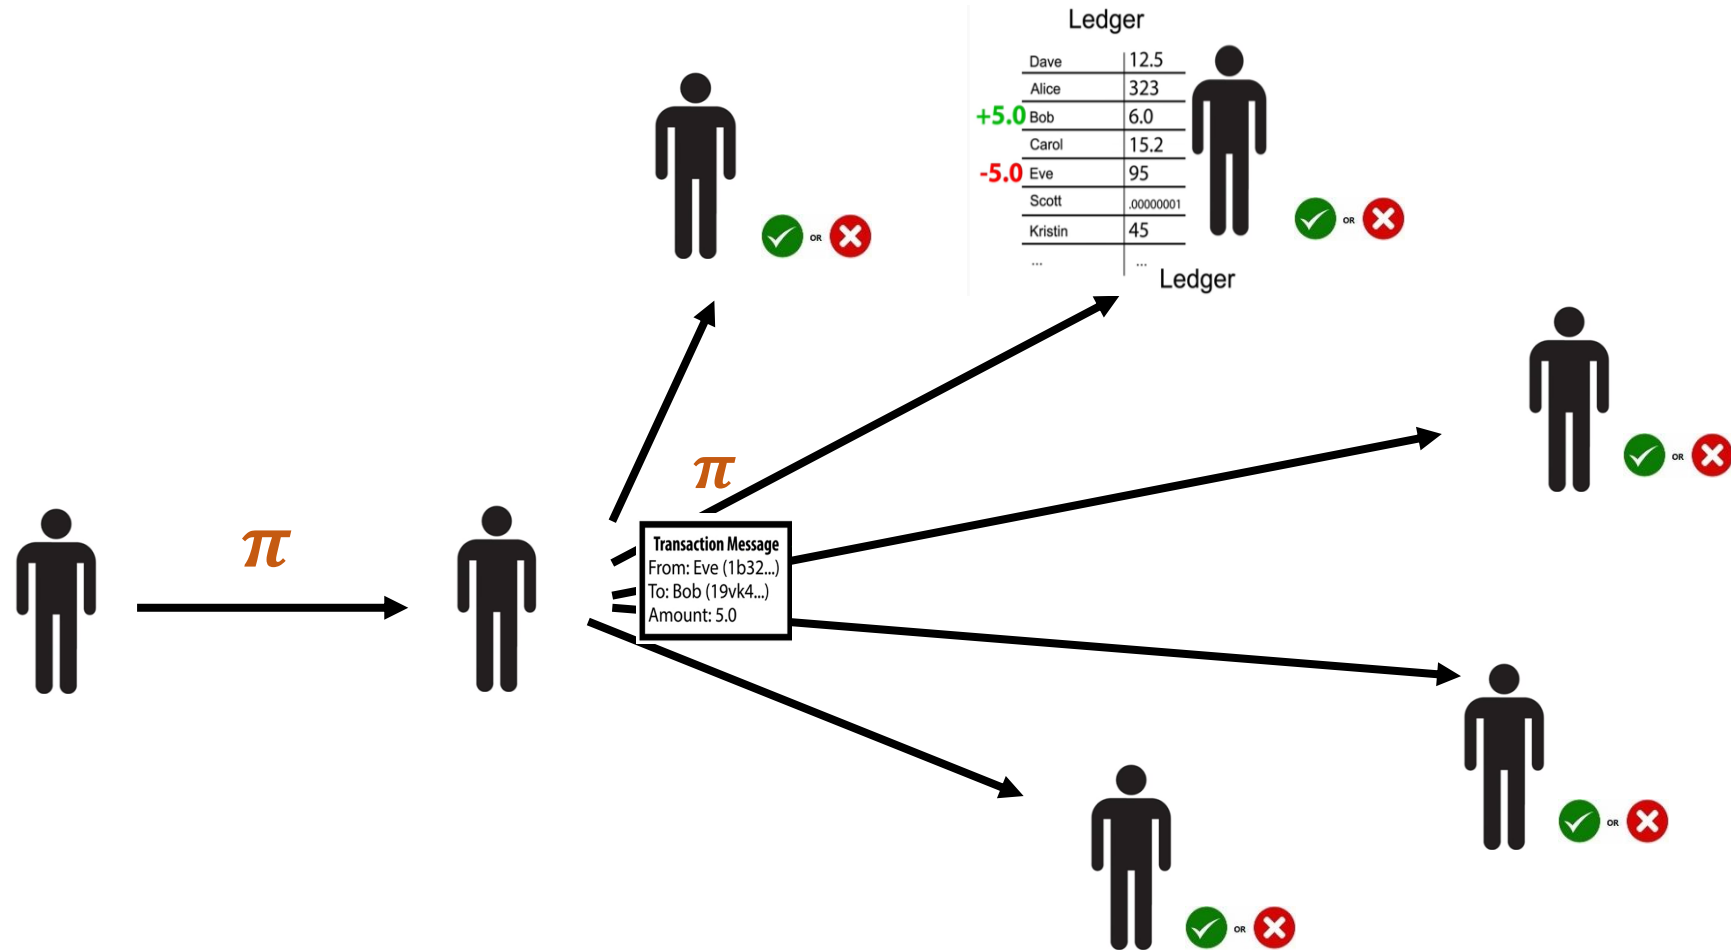 Ledger
Dave 12.5
Alice 323
+5.0 Bob 6.0
Carol 15.2
-5.0 Eve 95
Scott .00000001
Kristin 45
... ...
Ledger
OR
OR
OR
π
π
Transaction Message
From: Eve (1b32...)
To: Bob (19vk4...)
Amount: 5.0
OR
OR